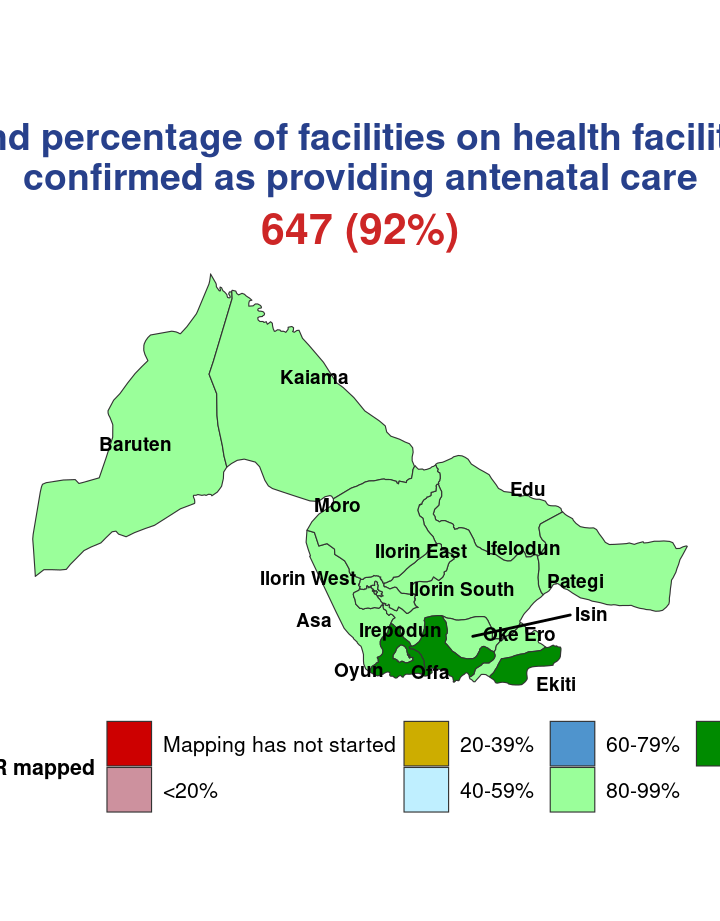 nd percentage of facilities on health facilit
confirmed as providing antenatal care
647 (92%)
Kaiama
Baruten
Edu
Moro
Ilorin East
Ifelodun
Ilorin West
Ilorin South
Pategi
Asa
Isin
Irepodun
Oke Ero
Oyun
Offa
Ekiti
R mapped
Mapping has not started
20-39%
60-79%
<20%
40-59%
80-99%